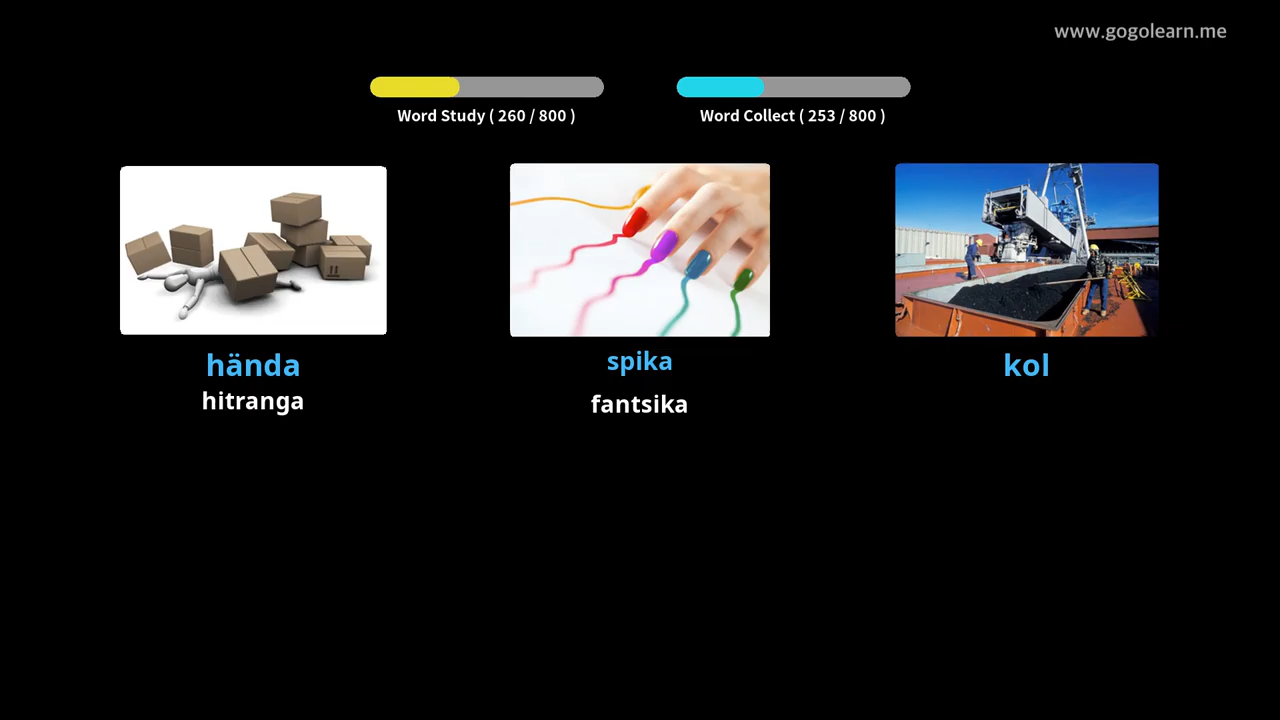 www.gogolearn.me
Word Study ( 260 / 800 )
Word Collect ( 253 / 800 )
hända
hitranga
spika
fantsika
kol